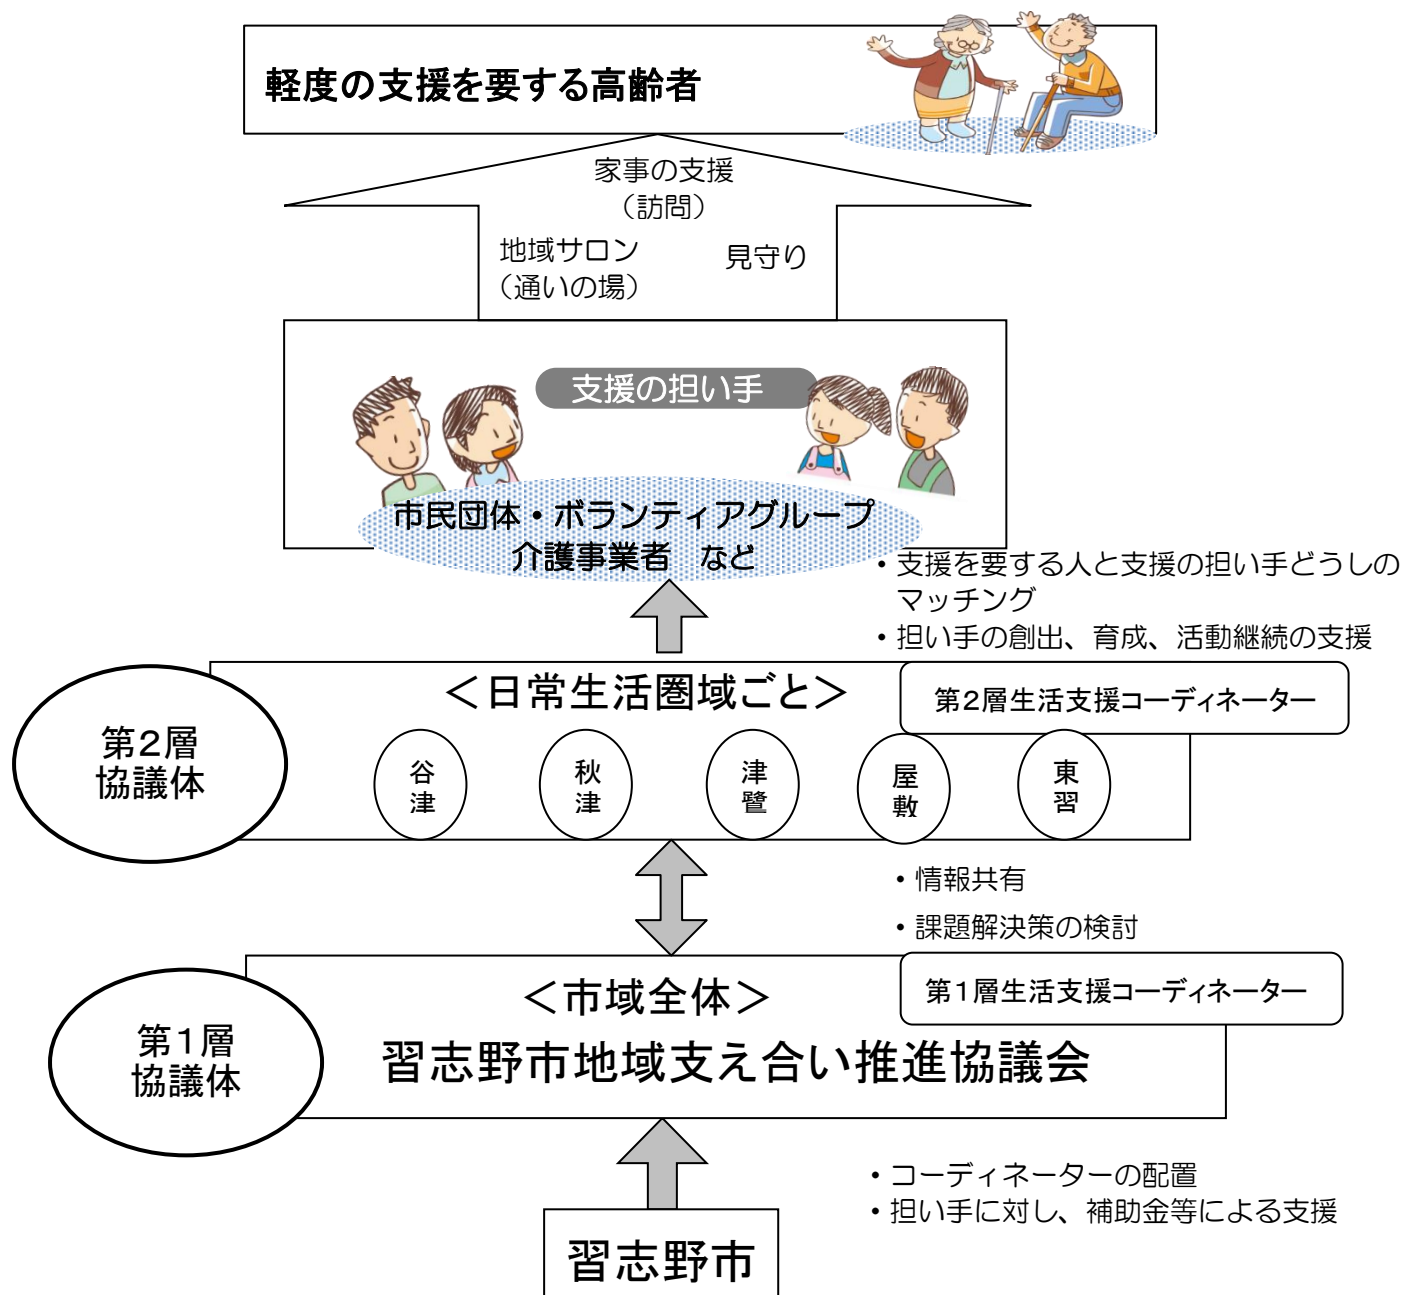 軽度の支援を要する高齢者
家事の支援
（訪問）
地域サロン
（通いの場）
見守り
支援の担い手
市民団体・ボランティアグループ
介護事業者　など
・支援を要する人と支援の担い手どうしの
マッチング
・担い手の創出、育成、活動継続の支援
第２層
協議体
＜日常生活圏域ごと＞
第２層生活支援コーディネーター
谷津
秋津
津鷺
屋敷
東習
・情報共有
・課題解決策の検討
第１層
協議体
＜市域全体＞
第１層生活支援コーディネーター
習志野市地域支え合い推進協議会
・コーディネーターの配置
・担い手に対し、補助金等による支援
習志野市